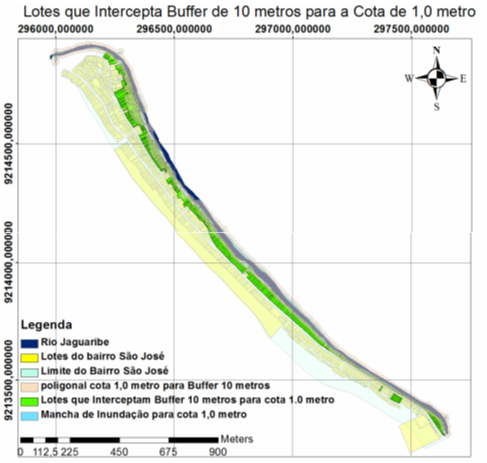 Lotes que Intercepta Buffer de 10 metros para a Cota de 1,0 metro
296000,000000 296500,000000 297000,000000 297500,000000
N
W E
S
9214500,000000
9214000,000000
9213500,000000
Legenda
Rio Jaguaribe
Lotes do bairro São José
Limite do Bairro São José
poligonal cota 1,0 metro para Buffer 10 metros
Lotes que Interceptam Buffer 10 metros para cota 1.0 metro
Mancha de Inundação para cota 1,0 metro
Meters
0 112,5 225 450 675 900